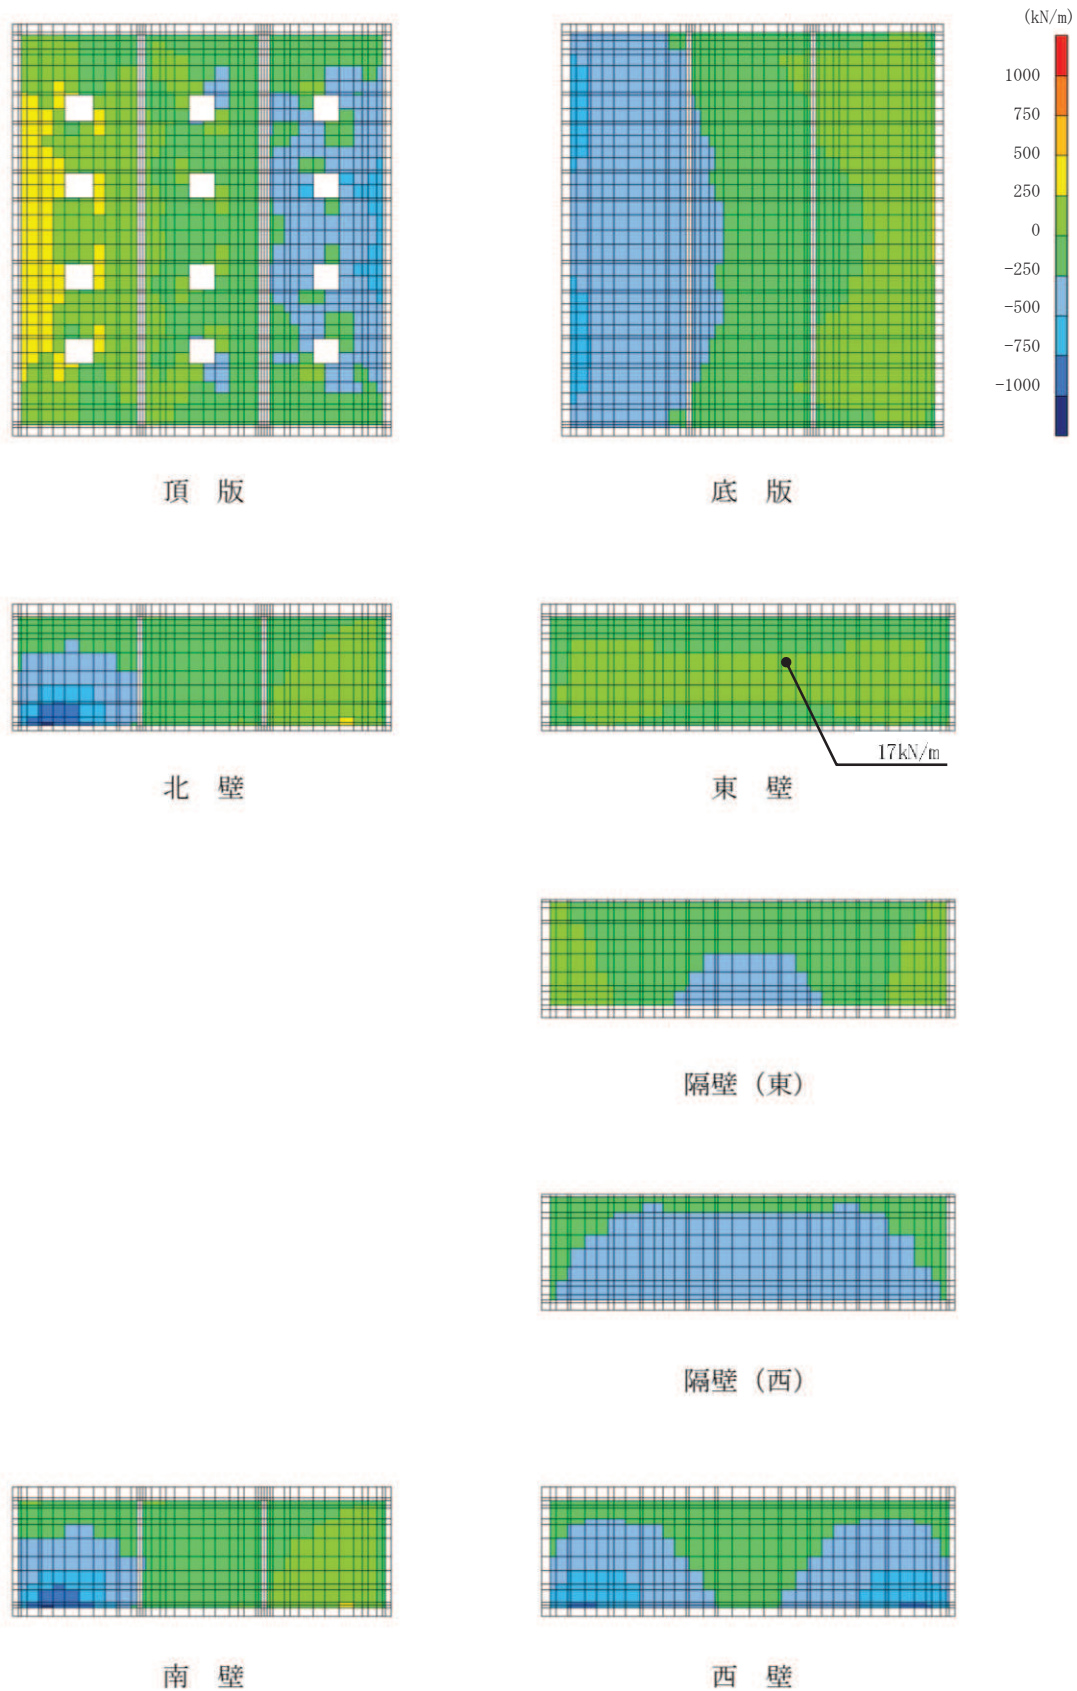 (kN/m)
1000
750
500
250
0
-250
-500
-750
-1000
頂 版
底 版
17kN/m
北 壁
東 壁
隔壁（東）
隔壁（西）
南 壁
西 壁